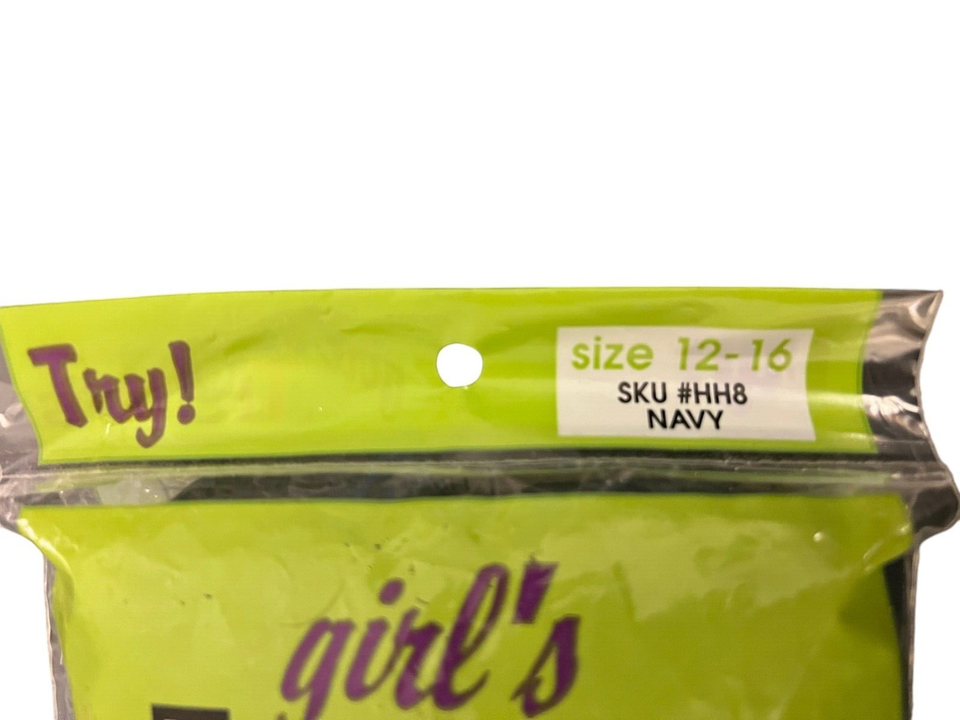 Try!
size 12-16
SKU #HH8
NAVY
girl's